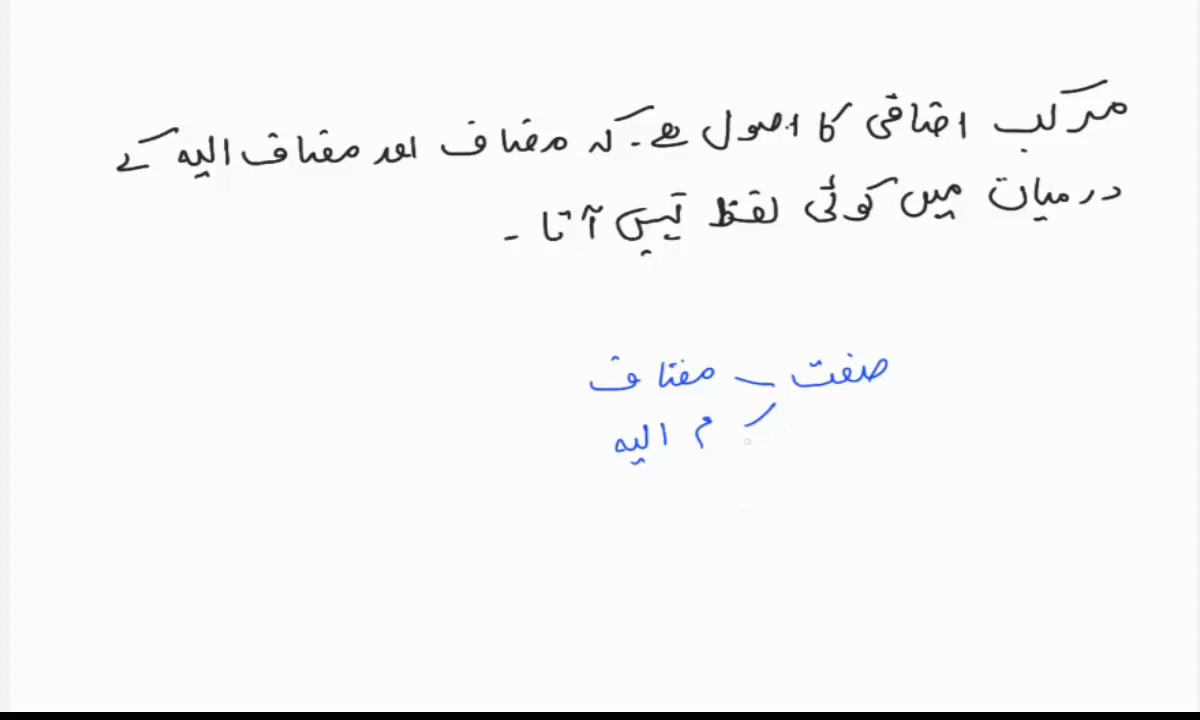 مرکب اضافی کا اصول ہے۔ کہ مضاف اور مضاف الیہ کے
درمیان میں کوئی لفظ نہیں آتا ۔
صفت مضاف
م الیہ